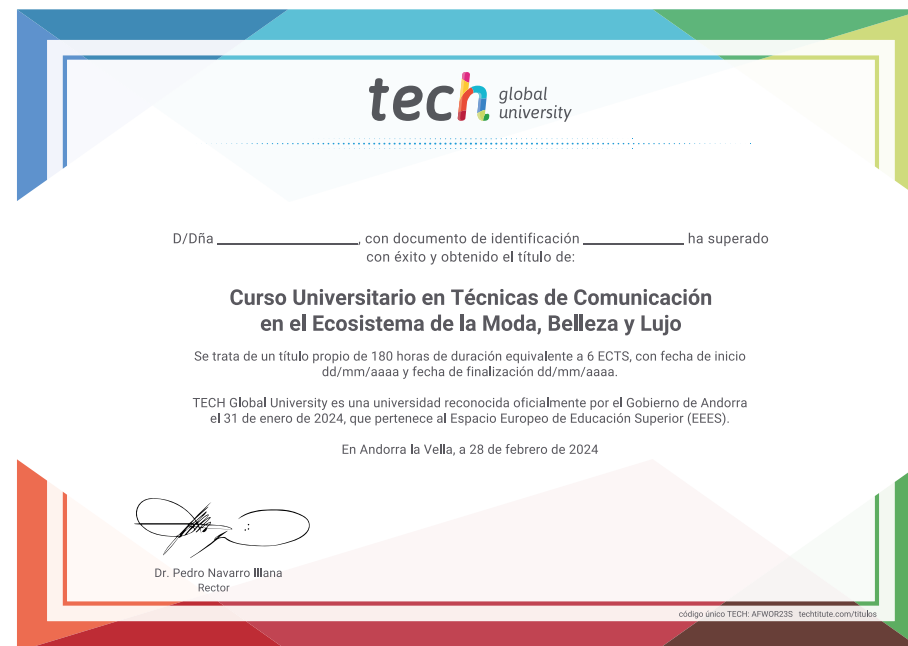 tech global university
D/Dña ____________________, con documento de identificación ______________ ha superado
con éxito y obtenido el título de:
Curso Universitario en Técnicas de Comunicación
en el Ecosistema de la Moda, Belleza y Lujo
Se trata de un título propio de 180 horas de duración equivalente a 6 ECTS, con fecha de inicio
dd/mm/aaaa y fecha de finalización dd/mm/aaaa.
TECH Global University es una universidad reconocida oficialmente por el Gobierno de Andorra
el 31 de enero de 2024, que pertenece al Espacio Europeo de Educación Superior (EEES).
En Andorra la Vella, a 28 de febrero de 2024
Dr. Pedro Navarro Illana
Rector
código único TECH: AFWOR23S techtitute.com/titulos